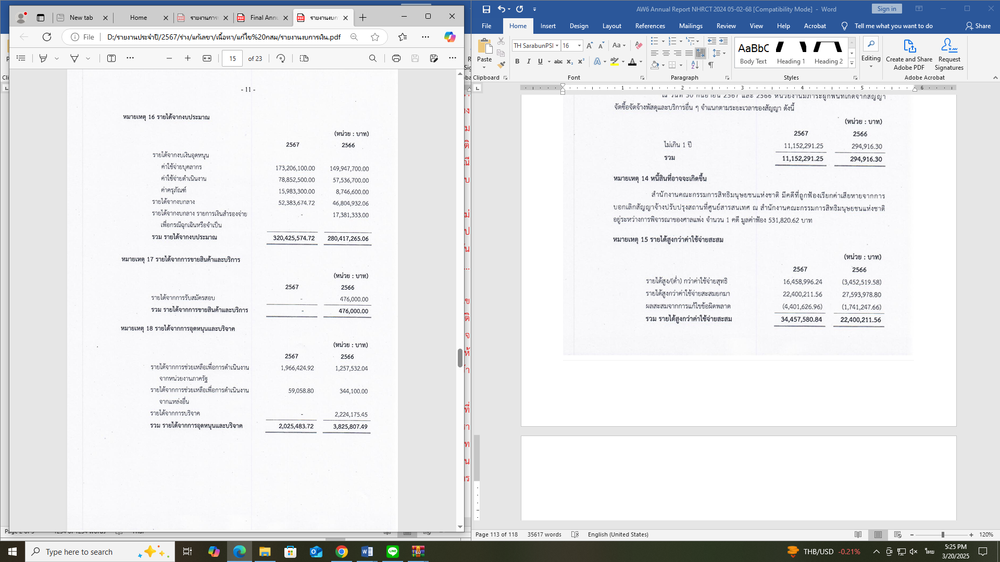 New tab
Home
รายงานการ
Final Ann
รายงานงบก
File
D:/รายงานประจำปี/2567/ร่าง/แก้เลขา/เนื้อหา/แก้ไข%20กสม/รายงานงบการเงิน.pdf
15 of 23
- 11 -
หมายเหตุ 16 รายได้จากงบประมาณ
(หน่วย : บาท)
2567 2566
รายได้จากงบเงินอุดหนุน
ค่าใช้จ่ายบุคลากร 173,206,100.00 149,947,700.00
ค่าใช้จ่ายดำเนินงาน 78,852,500.00 57,536,700.00
ค่าครุภัณฑ์ 15,983,300.00 8,746,600.00
รายได้จากงบกลาง 52,383,674.72 46,804,932.06
รายได้จากงบกลาง รายการเงินสำรองจ่าย - 17,381,333.00
เพื่อกรณีฉุกเฉินหรือจำเป็น
รวม รายได้จากงบประมาณ 320,425,574.72 280,417,265.06
หมายเหตุ 17 รายได้จากการขายสินค้าและบริการ
(หน่วย : บาท)
2567 2566
รายได้จากการรับสมัครสอบ - 476,000.00
รวม รายได้จากการขายสินค้าและบริการ - 476,000.00
หมายเหตุ 18 รายได้จากการอุดหนุนและบริจาค
(หน่วย : บาท)
2567 2566
รายได้จากการช่วยเหลือเพื่อการดำเนินงาน 1,966,424.92 1,257,532.04
จากหน่วยงานภาครัฐ
รายได้จากการช่วยเหลือเพื่อการดำเนินงาน 59,058.80 344,100.00
จากแหล่งอื่น
รายได้จากการบริจาค - 2,224,175.45
รวม รายได้จากการอุดหนุนและบริจาค 2,025,483.72 3,825,807.49
AW6 Annual Report NHRCT 2024 05-02-68 [Compatibility Mode] - Word
Sign in
File Home Insert Design Layout References Mailings Review View Help Acrobat Tell me what you want to do Share
Paste
TH SarabunPSI 16
AaBbC
Body Text Heading 1 Heading 2
Editing
Create and Share Adobe PDF
Request Signatures
Clipboard Font Paragraph Styles Adobe Acrobat
1 2 3 4 5 6
ณ วันที่ 30 กันยายน 2567 และ 2566 หน่วยงานมีภาระผูกพันที่เกิดจากสัญญา
จัดซื้อจัดจ้างพัสดุและบริการอื่น ๆ จำแนกตามระยะเวลาของสัญญา ดังนี้
(หน่วย : บาท)
2567 2566
ไม่เกิน 1 ปี 11,152,291.25 294,916.30
รวม 11,152,291.25 294,916.30
หมายเหตุ 14 หนี้สินที่อาจจะเกิดขึ้น
สำนักงานคณะกรรมการสิทธิมนุษยชนแห่งชาติ มีคดีที่ถูกฟ้องเรียกค่าเสียหายจากการ
บอกเลิกสัญญาจ้างปรับปรุงสถานที่ศูนย์สารสนเทศ ณ สำนักงานคณะกรรมการสิทธิมนุษยชนแห่งชาติ
อยู่ระหว่างการพิจารณาของศาลแพ่ง จำนวน 1 คดี มูลค่าฟ้อง 531,820.62 บาท
หมายเหตุ 15 รายได้สูงกว่าค่าใช้จ่ายสะสม
(หน่วย : บาท)
2567 2566
รายได้สูง/(ต่ำ) กว่าค่าใช้จ่ายสุทธิ 16,458,996.24 (3,452,519.58)
รายได้สูงกว่าค่าใช้จ่ายสะสมยกมา 22,400,211.56 27,593,978.80
ผลสะสมจากการแก้ไขข้อผิดพลาด (4,401,626.96) (1,741,247.66)
รวม รายได้สูงกว่าค่าใช้จ่ายสะสม 34,457,580.84 22,400,211.56
Page 113 of 118 35617 words English (United States) 120%
Type here to search
THB/USD -0.21%
ไทย
5:25 PM
3/20/2025